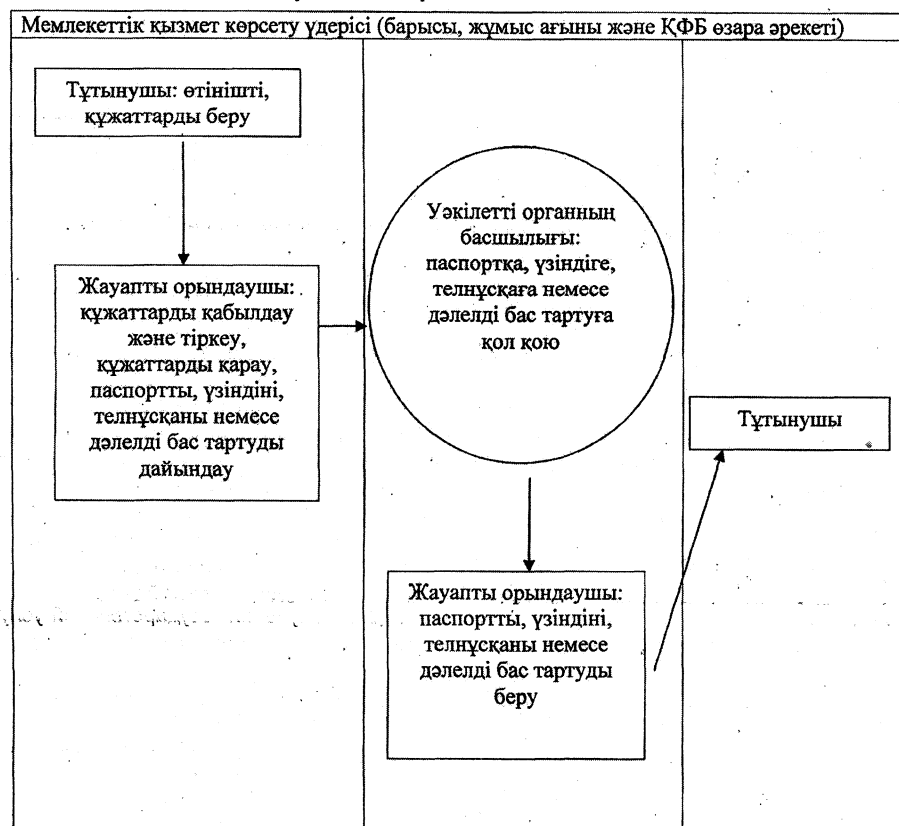 Мемлекеттік қызмет көрсету үдерісі (барысы, жұмыс ағыны және ҚФБ өзара әрекеті)
Тұтынушы: өтінішті,
құжаттарды беру
Жауапты орындаушы:
құжаттарды қабылдау
және тіркеу,
құжаттарды қарау,
паспортты, үзіндіні,
телнұсқаны немесе
дәлелді бас тартуды
дайындау
Уәкілетті органның
басшылығы:
паспортқа, үзіндіге,
телнұсқаға немесе
дәлелді бас тартуға
қол қою
Жауапты орындаушы:
паспортты, үзіндіні,
телнұсқаны немесе
дәлелді бас тартуды
беру
Тұтынушы